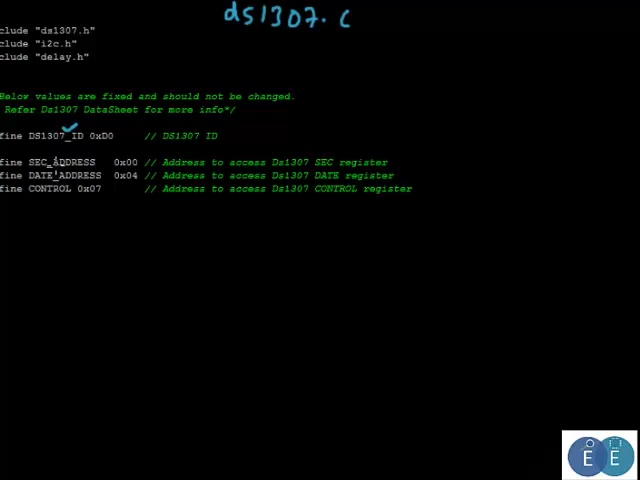 ds1307.c
clude "ds1307.h"
clude "i2c.h"
clude "delay.h"
Below values are fixed and should not be changed.
Refer Ds1307 DataSheet for more info*/
fine DS1307_ID 0xD0 // DS1307 ID
fine SEC_ADDRESS 0x00 // Address to access Ds1307 SEC register
fine DATE_ADDRESS 0x04 // Address to access Ds1307 DATE register
fine CONTROL 0x07 // Address to access Ds1307 CONTROL register
E E